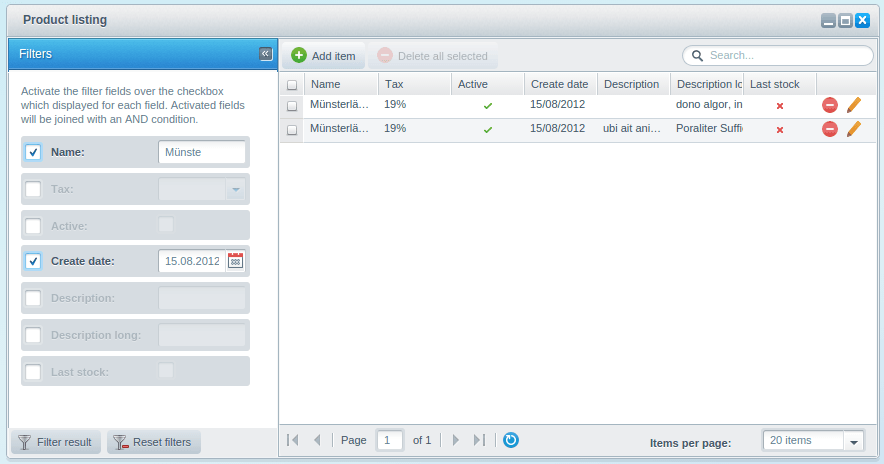 Product listing
Filters
Activate the filter fields over the checkbox
which displayed for each field. Activated fields
will be joined with an AND condition.
Name: Münste
Tax:
Active:
Create date: 15.08.2012
Description:
Description long:
Last stock:
Filter result Reset filters
Add item Delete all selected Search...
Name Tax Active Create date Description Description lo Last stock
Münsterlä... 19% 15/08/2012 dono algor, in
Münsterlä... 19% 15/08/2012 ubi ait ani... Poraliter Suffi
Page 1 of 1 Items per page: 20 items